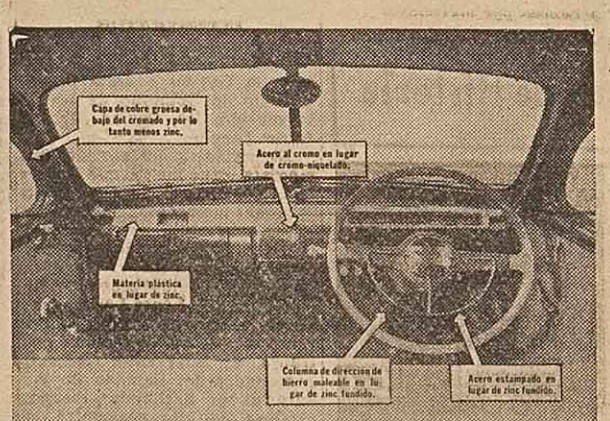 Capa de cobre gruesa de-
bajo del cromado y por lo
tanto menos zinc.
Acero al cromo en lugar
de cromo-niquelado.
Materia plástica
en lugar de zinc.
Columna de dirección de
hierro maleable en lu-
gar de zinc fundido.
Acero estampado en
lugar de zinc fundido.